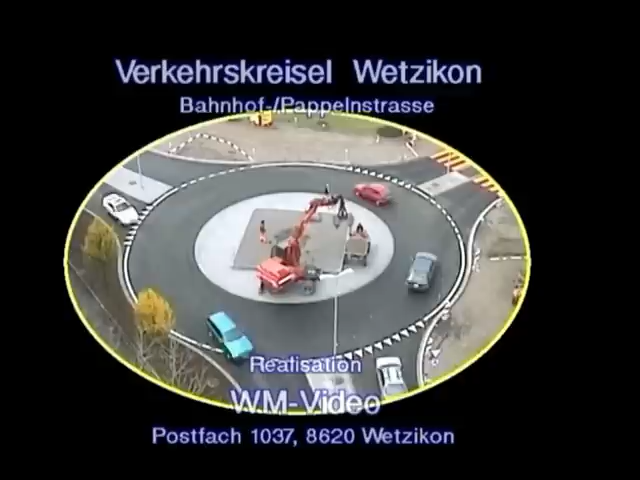 Verkehrskreisel Wetzikon
Bahnhof-/Pappelnstrasse
Realisation
WM-Video
Postfach 1037, 8620 Wetzikon